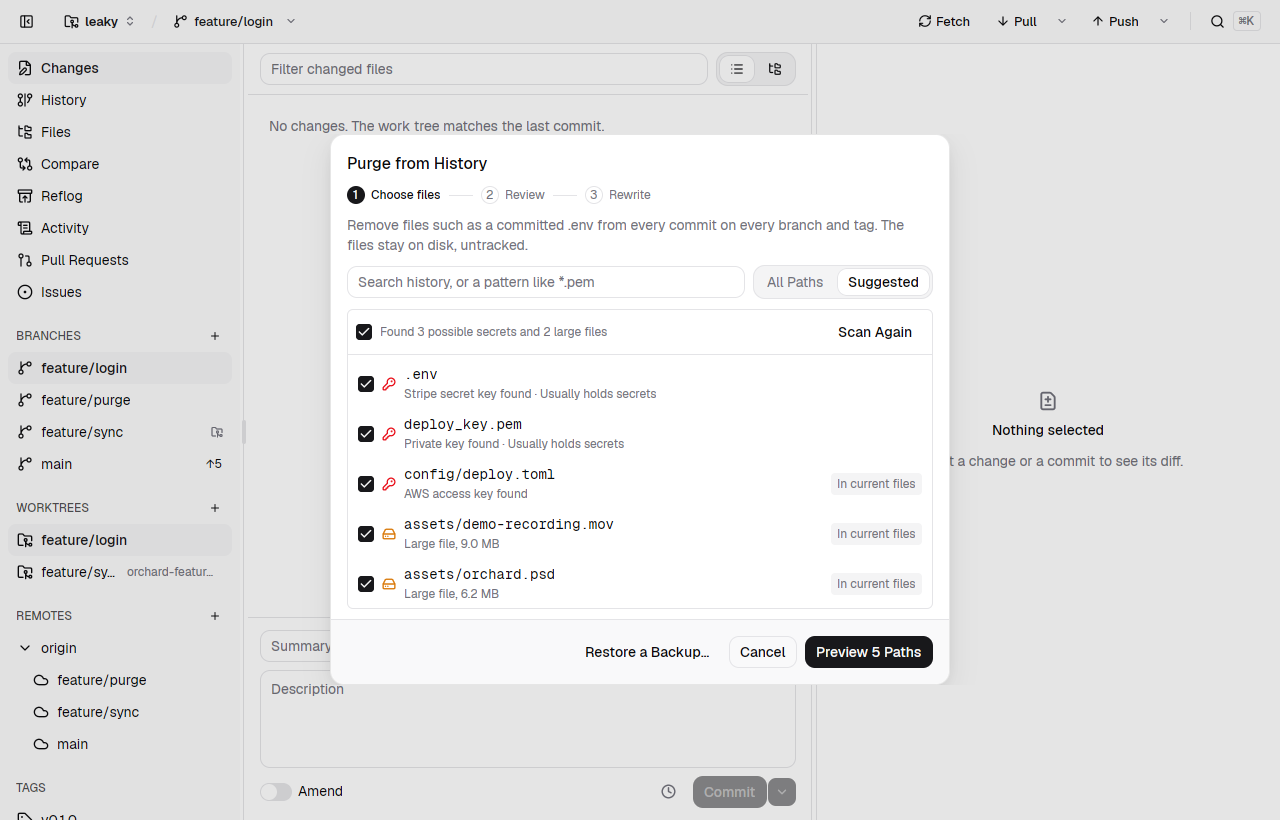 leaky
feature/login
Fetch
Pull
Push
⌘K
Changes
History
Files
Compare
Reflog
Activity
Pull Requests
Issues
BRANCHES
feature/login
feature/purge
feature/sync
main
↑5
WORKTREES
feature/login
feature/sy...
orchard-featur...
REMOTES
origin
feature/purge
feature/sync
main
TAGS
v0.1.0
Filter changed files
No changes. The work tree matches the last commit.
Purge from History
1 Choose files
2 Review
3 Rewrite
Remove files such as a committed .env from every commit on every branch and tag. The
files stay on disk, untracked.
Search history, or a pattern like *.pem
All Paths
Suggested
Found 3 possible secrets and 2 large files
Scan Again
.env
Stripe secret key found · Usually holds secrets
deploy_key.pem
Private key found · Usually holds secrets
config/deploy.toml
AWS access key found
In current files
assets/demo-recording.mov
Large file, 9.0 MB
In current files
assets/orchard.psd
Large file, 6.2 MB
In current files
Restore a Backup...
Cancel
Preview 5 Paths
Summary
Description
Amend
Commit
Nothing selected
t a change or a commit to see its diff.